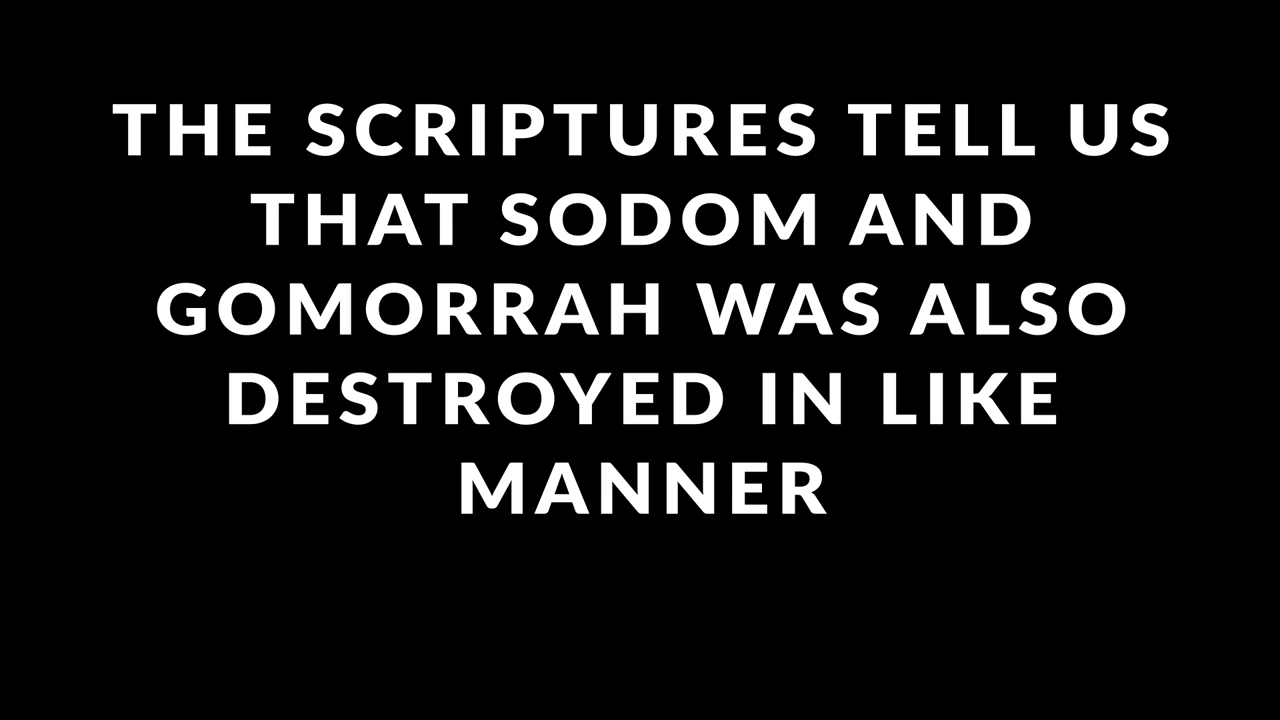 THE SCRIPTURES TELL US
THAT SODOM AND
GOMORRAH WAS ALSO
DESTROYED IN LIKE
MANNER